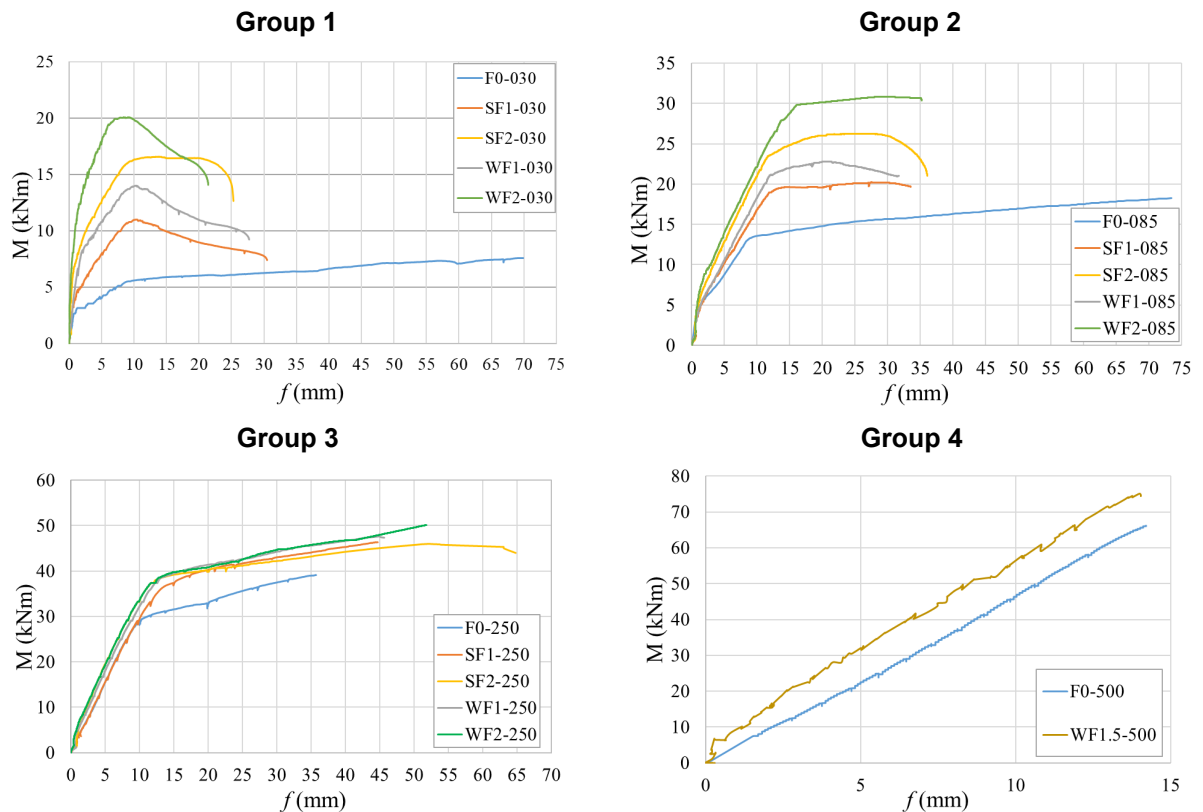 Group 1
25
20
15
10
5
0
M (kNm)
0 5 10 15 20 25 30 35 40 45 50 55 60 65 70 75
f (mm)
F0-030
SF1-030
SF2-030
WF1-030
WF2-030
Group 2
35
30
25
20
15
10
5
0
M (kNm)
0 5 10 15 20 25 30 35 40 45 50 55 60 65 70 75
f (mm)
F0-085
SF1-085
SF2-085
WF1-085
WF2-085
Group 3
60
50
40
30
20
10
0
M (kNm)
0 5 10 15 20 25 30 35 40 45 50 55 60 65 70
f (mm)
F0-250
SF1-250
SF2-250
WF1-250
WF2-250
Group 4
80
70
60
50
40
30
20
10
0
M (kNm)
0 5 10 15
f (mm)
F0-500
WF1.5-500